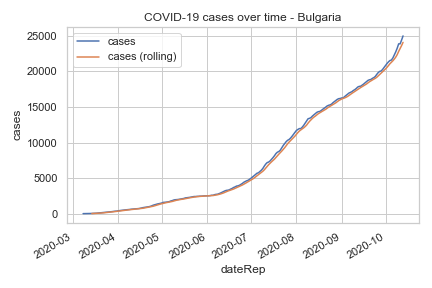 COVID-19 cases over time - Bulgaria
cases
cases (rolling)
25000
20000
15000
10000
5000
0
cases
2020-03
2020-04
2020-05
2020-06
2020-07
2020-08
2020-09
2020-10
dateRep